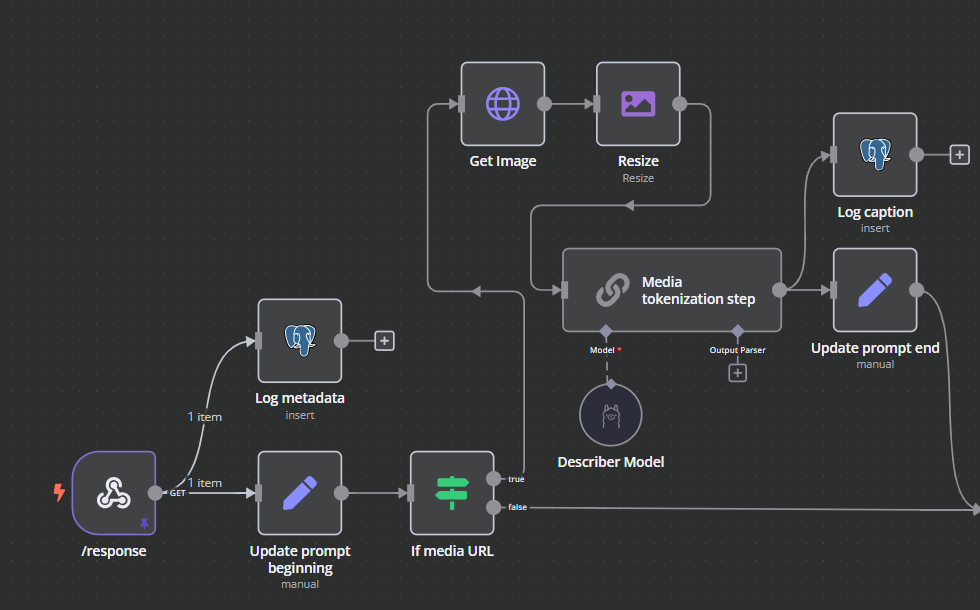 Get Image
Resize
Resize
Log caption
insert
Media
tokenization step
Model *
Output Parser
Update prompt end
manual
Describer Model
Log metadata
insert
1 item
1 item
GET
/response
Update prompt
beginning
manual
If media URL
true
false